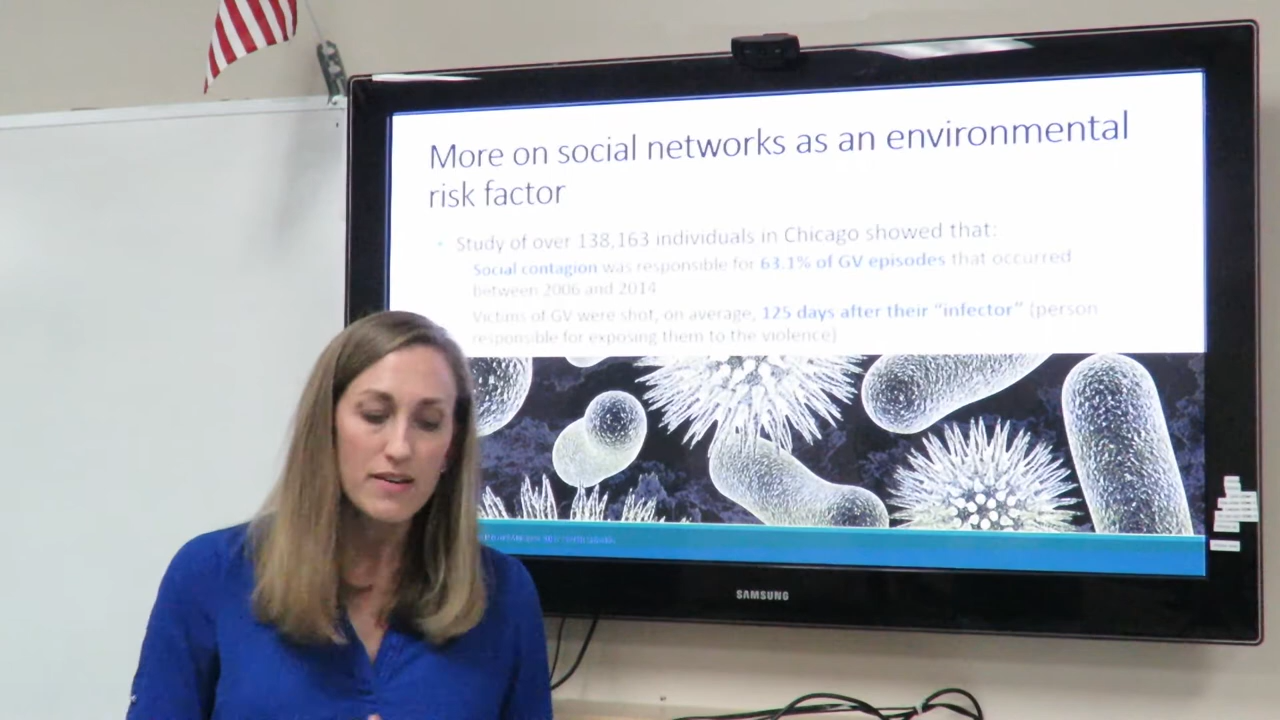 More on social networks as an environmental
risk factor
Study of over 138,163 individuals in Chicago showed that:
Social contagion was responsible for 63.1% of GV episodes that occurred
between 2006 and 2014
Victims of GV were shot, on average, 125 days after their “infector” (person
responsible for exposing them to the violence)
SAMSUNG